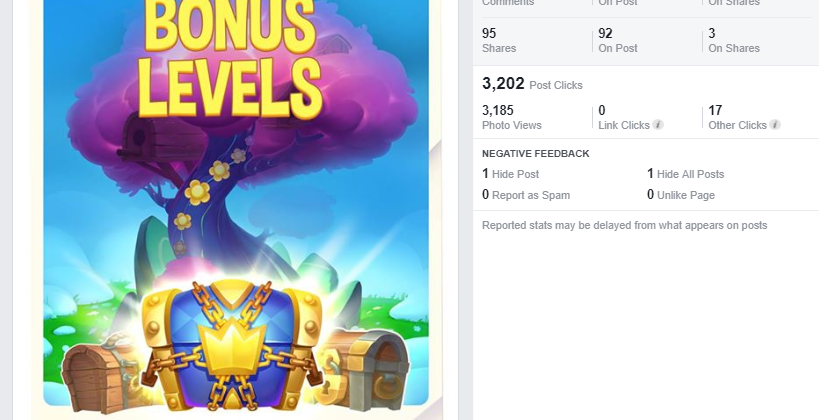 BONUS
LEVELS
Comments On Post On Shares
95 92 3
Shares On Post On Shares
3,202 Post Clicks
3,185 0 17
Photo Views Link Clicks i Other Clicks i
NEGATIVE FEEDBACK
1 Hide Post 1 Hide All Posts
0 Report as Spam 0 Unlike Page
Reported stats may be delayed from what appears on posts